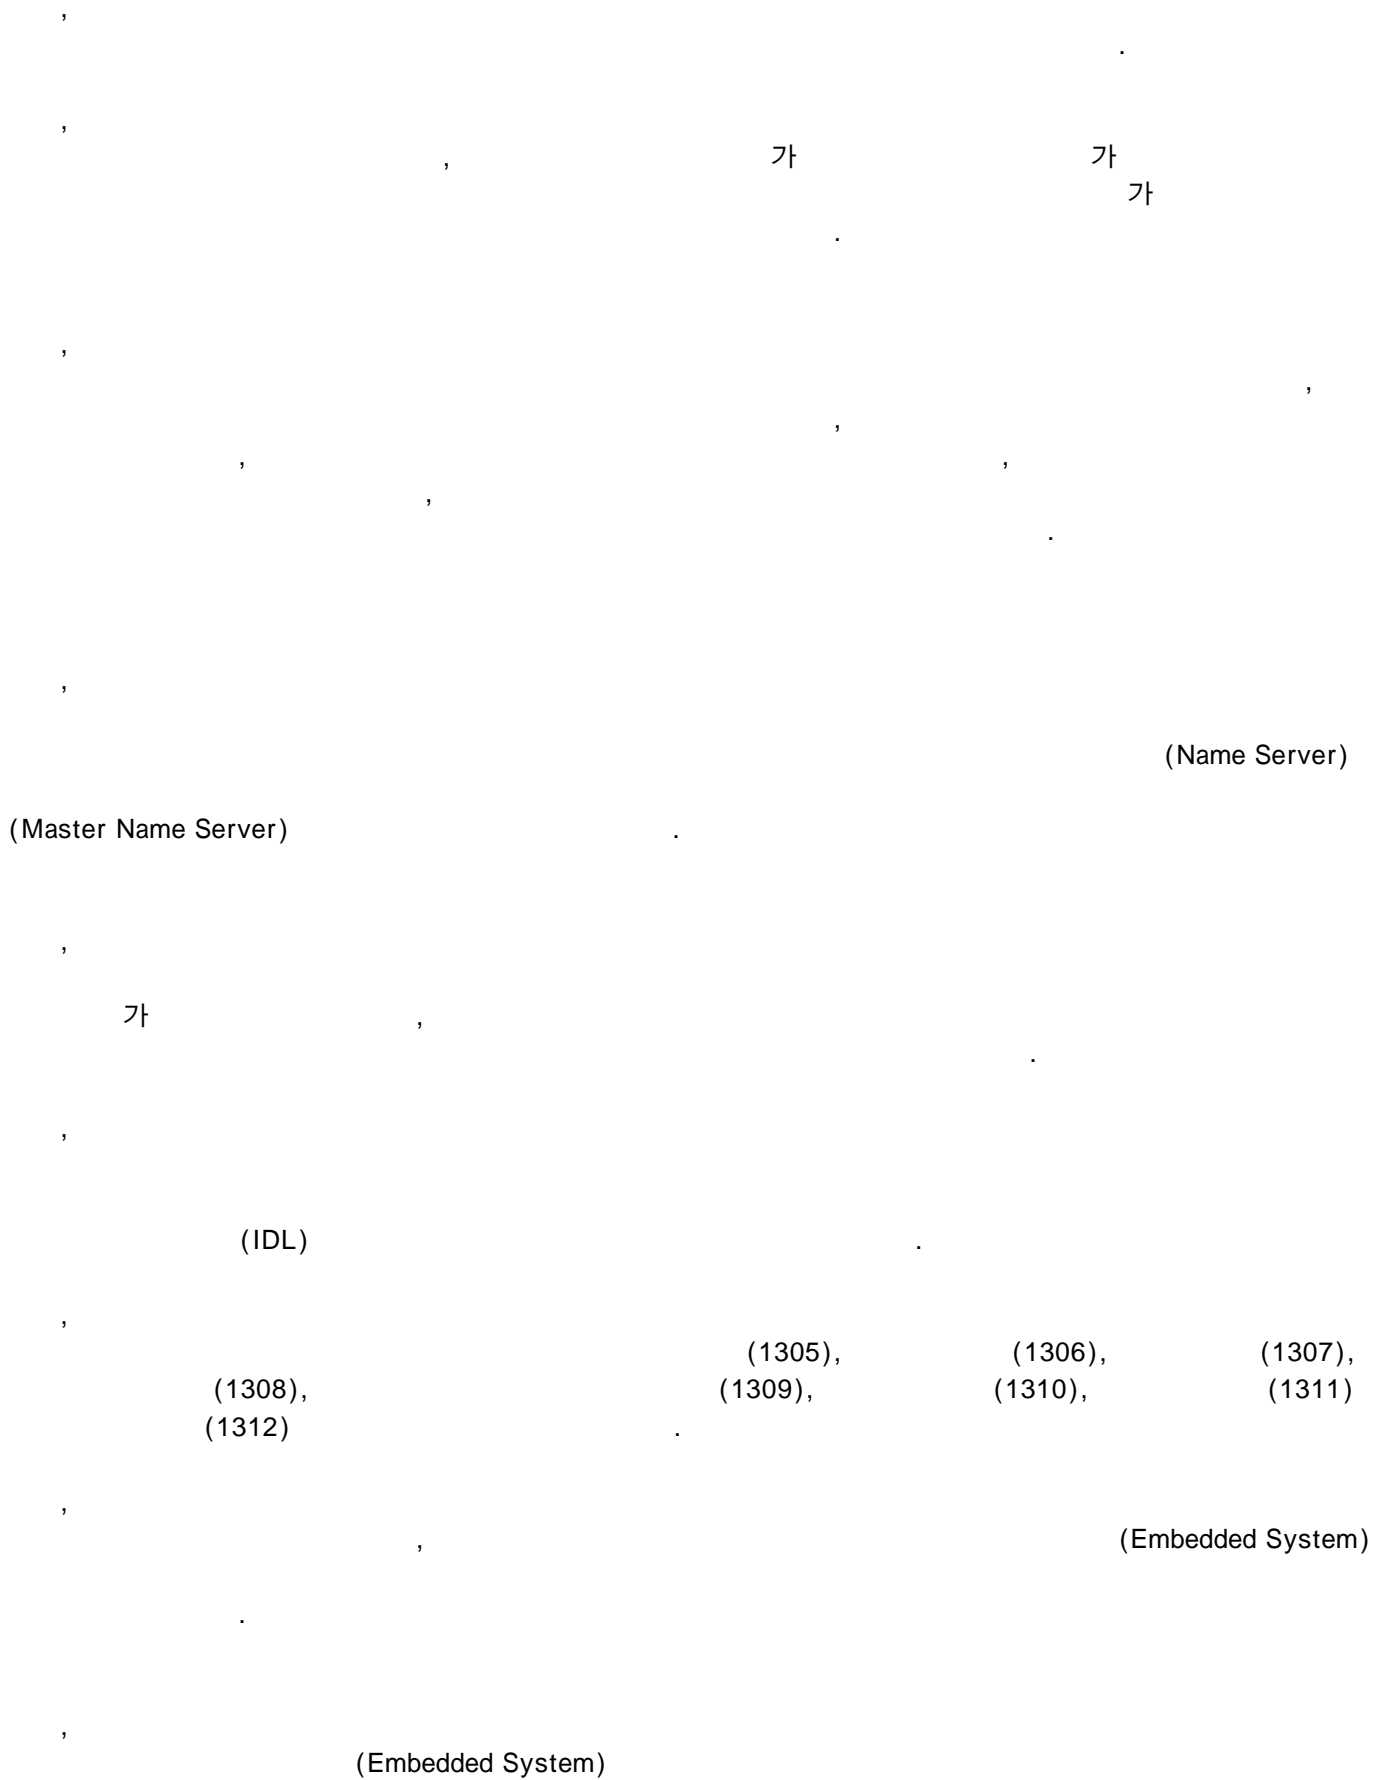 ,
.
,
, 가 가
가
.
,
,
,
, ,
,
.
,
(Name Server)
(Master Name Server) .
,
가 ,
.
,
(IDL) .
,
(1305), (1306), (1307),
(1308), (1309), (1310), (1311)
(1312) .
,
, (Embedded System)
.
,
(Embedded System)